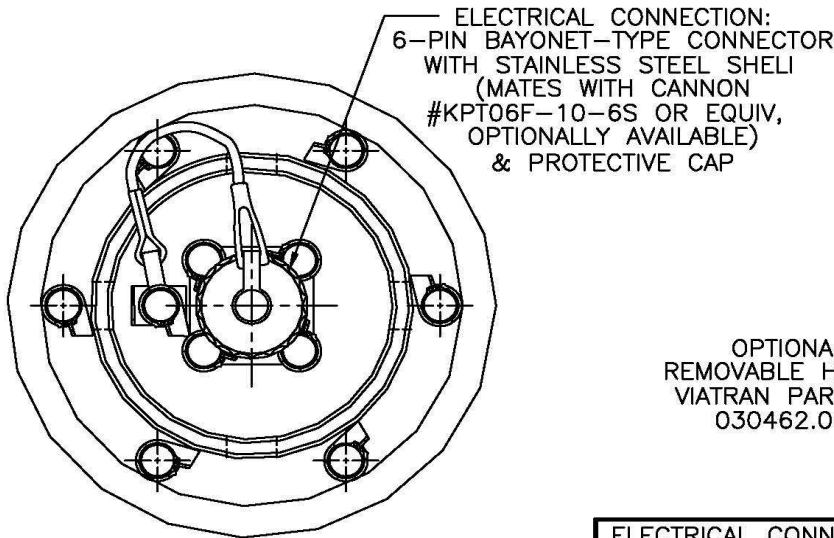 ELECTRICAL CONNECTION:
6-PIN BAYONET-TYPE CONNECTOR
WITH STAINLESS STEEL SHELI
(MATES WITH CANNON
#KPT06F-10-6S OR EQUIV,
OPTIONALLY AVAILABLE)
& PROTECTIVE CAP
OPTIONA
REMOVABLE H
VIATRAN PAR
030462.0
ELECTRICAL CONN